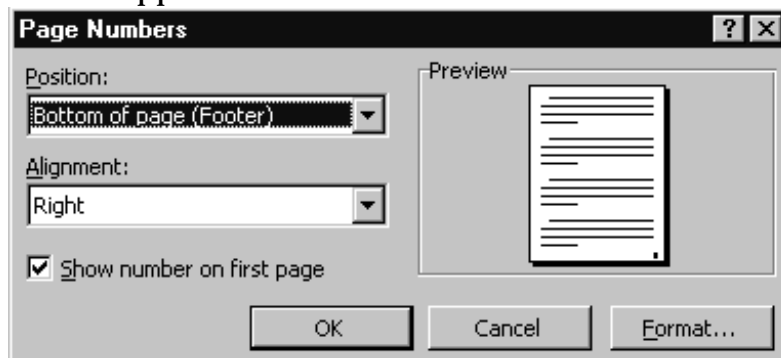 Page Numbers
Position:
Bottom of page (Footer)
Alignment:
Right
Show number on first page
Preview
OK
Cancel
Format...